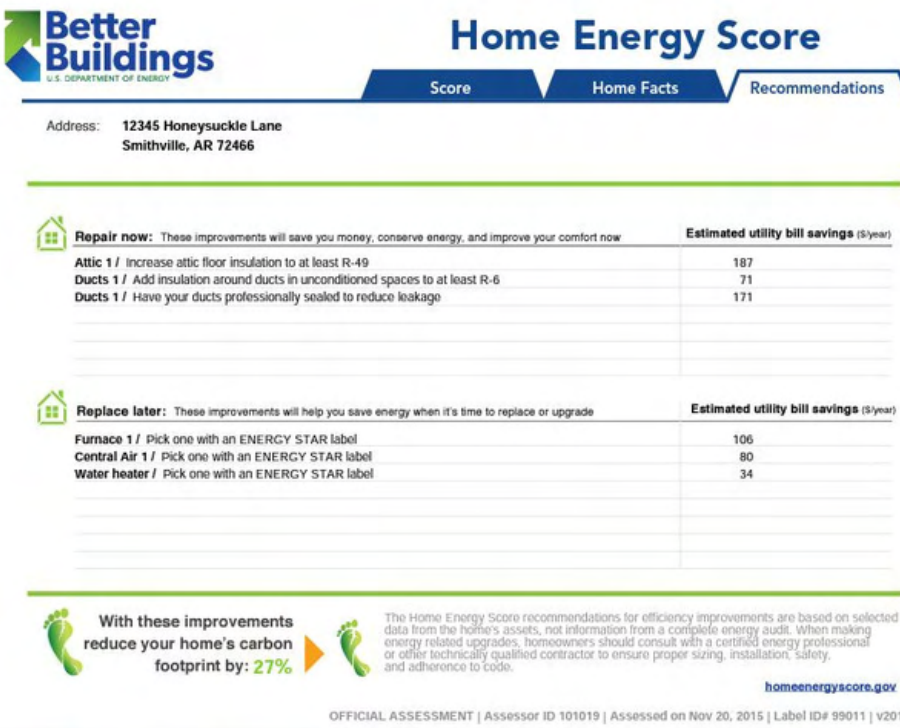 Better
Buildings
U.S. DEPARTMENT OF ENERGY
Home Energy Score
Score Home Facts Recommendations
Address: 12345 Honeysuckle Lane
Smithville, AR 72466
Repair now: These improvements will save you money, conserve energy, and improve your comfort now Estimated utility bill savings ($/year)
Attic 1 / Increase attic floor insulation to at least R-49 187
Ducts 1 / Add insulation around ducts in unconditioned spaces to at least R-6 71
Ducts 1 / Have your ducts professionally sealed to reduce leakage 171
Replace later: These improvements will help you save energy when it's time to replace or upgrade Estimated utility bill savings ($/year)
Furnace 1 / Pick one with an ENERGY STAR label 106
Central Air 1 / Pick one with an ENERGY STAR label 80
Water heater / Pick one with an ENERGY STAR label 34
With these improvements
reduce your home's carbon
footprint by: 27%
The Home Energy Score recommendations for efficiency improvements are based on selected
data from the home's assets, not information from a complete energy audit. When making
energy related upgrades, homeowners should consult with a certified energy professional
or other technically qualified contractor to ensure proper sizing, installation, safety,
and adherence to code.
homeenergyscore.gov
OFFICIAL ASSESSMENT | Assessor ID 101019 | Assessed on Nov 20, 2015 | Label ID# 99011 | v201